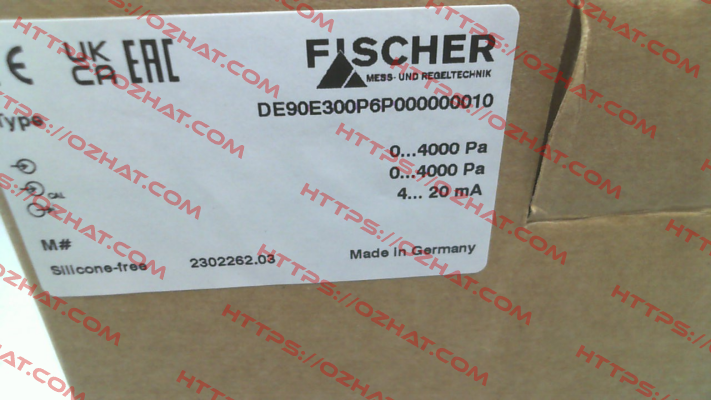 CE UK CA EAC
FISCHER
MESS- UND REGELTECHNIK
Type
DE90E300P6P000000010
0...4000 Pa
CAL 0...4000 Pa
4... 20 mA
M#
Silicone-free 2302262.03 Made in Germany
HTTPS://OZHAT.COM